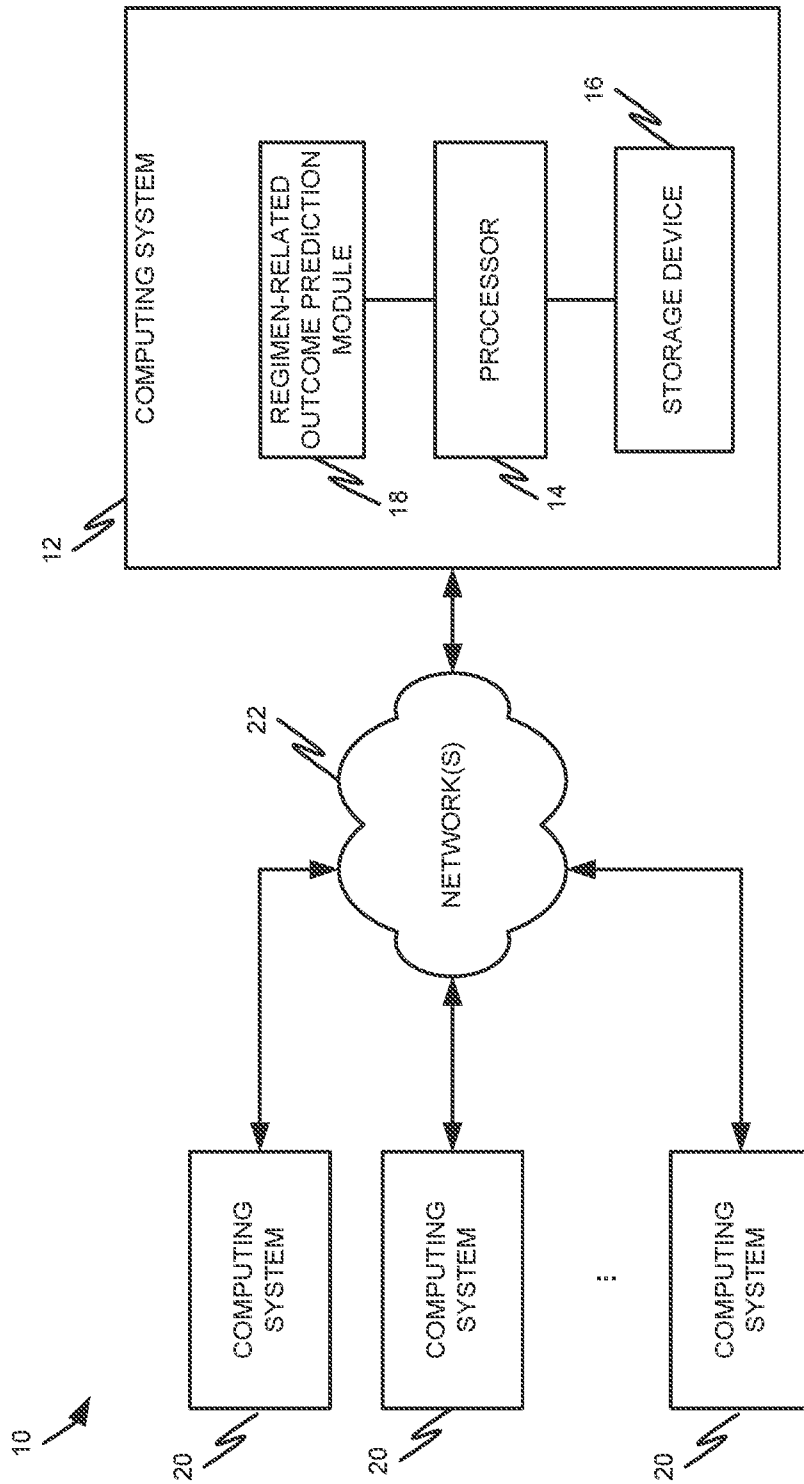 10
20
COMPUTING
SYSTEM
20
COMPUTING
SYSTEM
...
20
COMPUTING
SYSTEM
22
NETWORK(S)
12
COMPUTING SYSTEM
18
REGIMEN-RELATED
OUTCOME PREDICTION
MODULE
14
PROCESSOR
16
STORAGE DEVICE